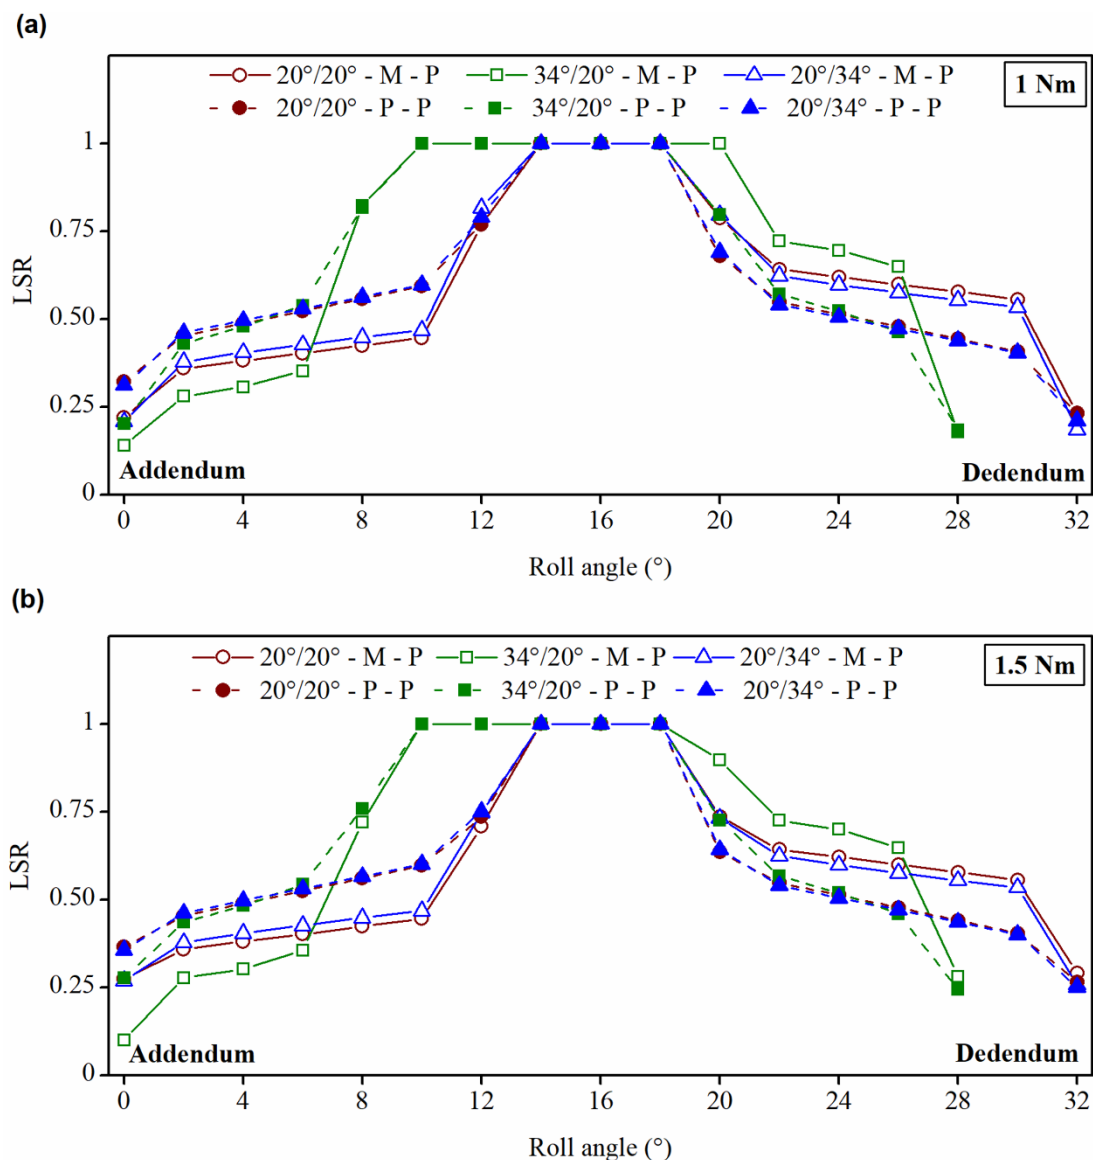 (a)
20°/20° - M - P 34°/20° - M - P 20°/34° - M - P
1 Nm
20°/20° - P - P 34°/20° - P - P 20°/34° - P - P
1
0.75
0.50
0.25
0
LSR
Addendum Dedendum
0 4 8 12 16 20 24 28 32
Roll angle (°)
(b)
20°/20° - M - P 34°/20° - M - P 20°/34° - M - P
1.5 Nm
20°/20° - P - P 34°/20° - P - P 20°/34° - P - P
1
0.75
0.50
0.25
0
LSR
Addendum Dedendum
0 4 8 12 16 20 24 28 32
Roll angle (°)